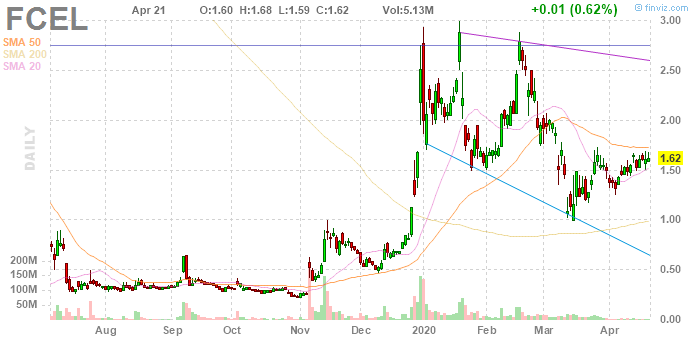 © finviz.com
FCEL Apr 21 O:1.60 H:1.68 L:1.59 C:1.62 Vol:5.13M +0.01 (0.62%)
SMA 50
SMA 200
SMA 20
DAILY
3.00
2.50
2.00
1.62
1.50
1.00
0.50
0.00
200M
150M
100M
50M
Aug Sep Oct Nov Dec 2020 Feb Mar Apr